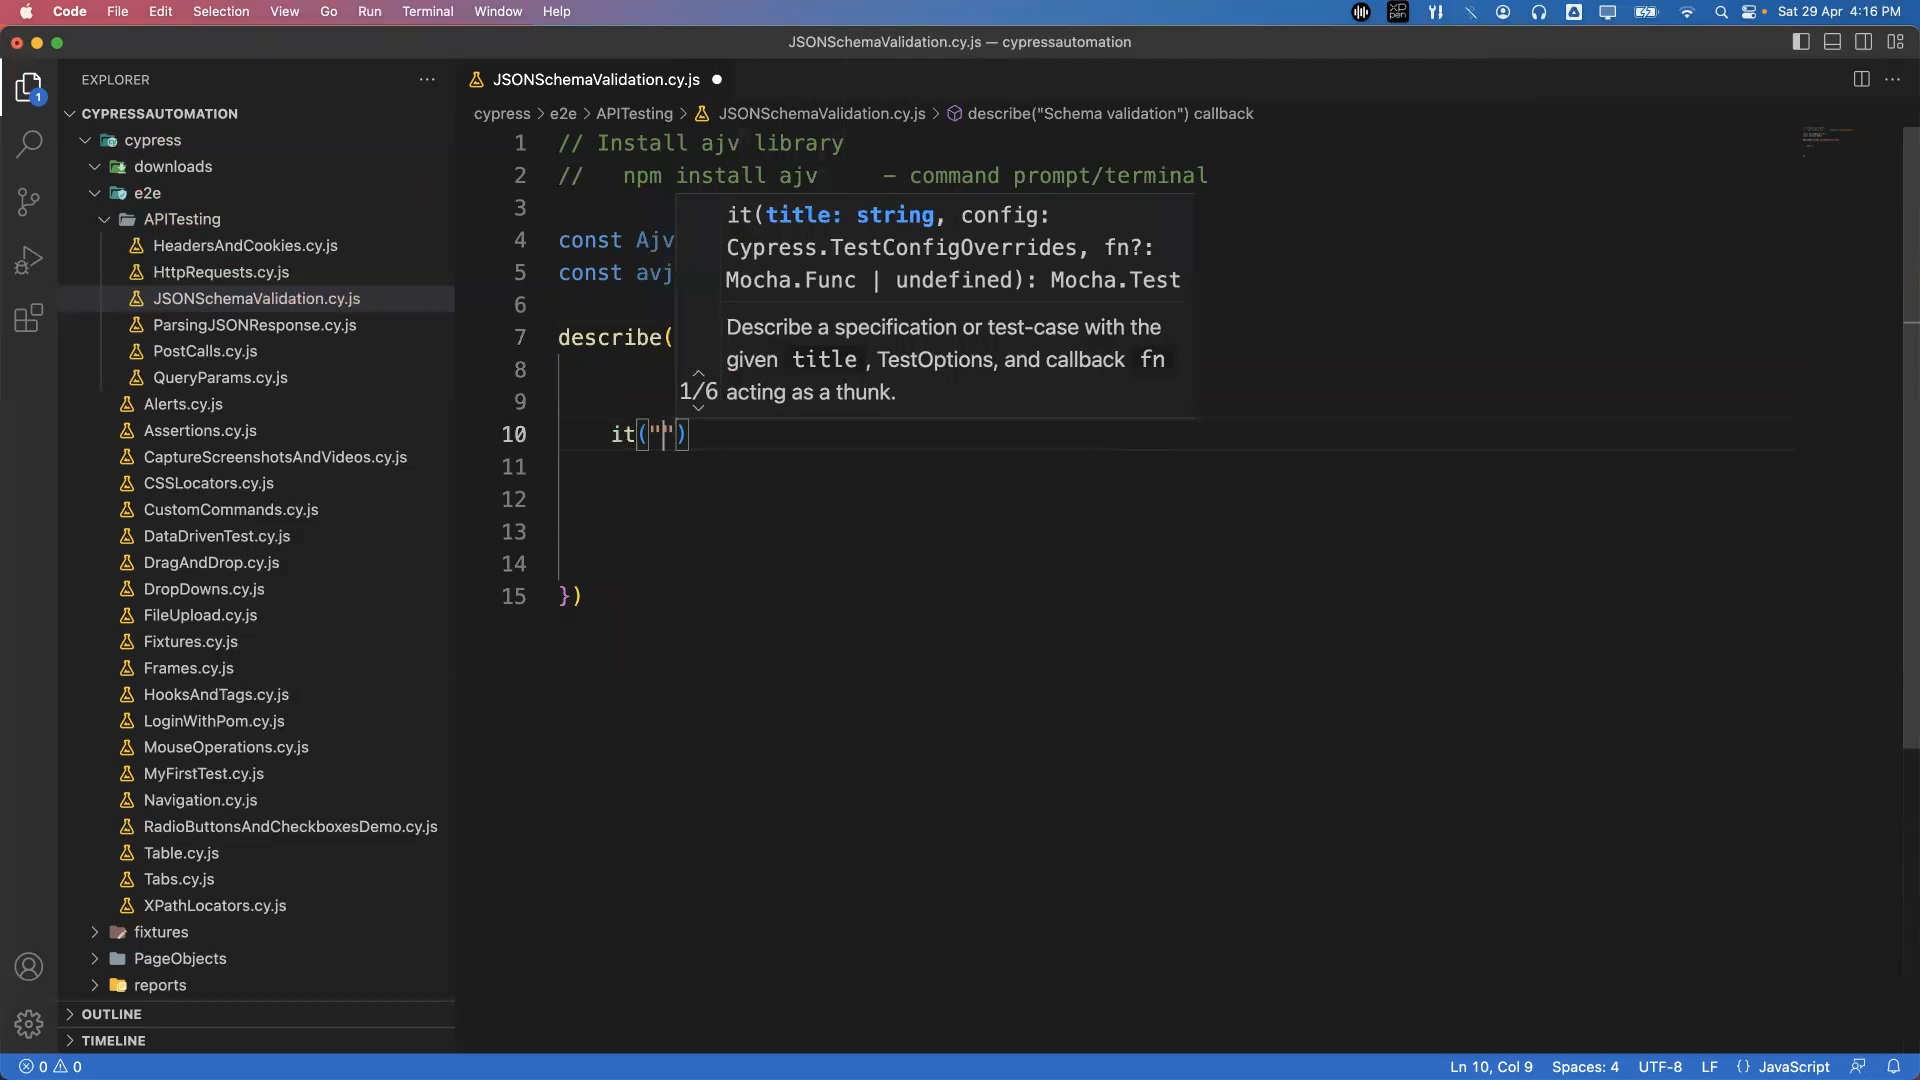 Code File Edit Selection View Go Run Terminal Window Help
XP pen
Sat 29 Apr 4:16 PM
JSONSchemaValidation.cy.js — cypressautomation
1
EXPLORER
CYPRESSAUTOMATION
cypress
downloads
e2e
APITesting
HeadersAndCookies.cy.js
HttpRequests.cy.js
JSONSchemaValidation.cy.js
ParsingJSONResponse.cy.js
PostCalls.cy.js
QueryParams.cy.js
Alerts.cy.js
Assertions.cy.js
CaptureScreenshotsAndVideos.cy.js
CSSLocators.cy.js
CustomCommands.cy.js
DataDrivenTest.cy.js
DragAndDrop.cy.js
DropDowns.cy.js
FileUpload.cy.js
Fixtures.cy.js
Frames.cy.js
HooksAndTags.cy.js
LoginWithPom.cy.js
MouseOperations.cy.js
MyFirstTest.cy.js
Navigation.cy.js
RadioButtonsAndCheckboxesDemo.cy.js
Table.cy.js
Tabs.cy.js
XPathLocators.cy.js
fixtures
PageObjects
reports
OUTLINE
TIMELINE
JSONSchemaValidation.cy.js
cypress > e2e > APITesting > JSONSchemaValidation.cy.js > describe("Schema validation") callback
1 // Install ajv library
2 //   npm install ajv     – command prompt/terminal
3
4 const Ajv
5 const avj
6
7 describe(
8
9
10 it("")
11
12
13
14
15 })
it(title: string, config:
Cypress.TestConfigOverrides, fn?:
Mocha.Func | undefined): Mocha.Test
Describe a specification or test-case with the
given title , TestOptions, and callback fn
1/6 acting as a thunk.
0 0
Ln 10, Col 9 Spaces: 4 UTF-8 LF {} JavaScript